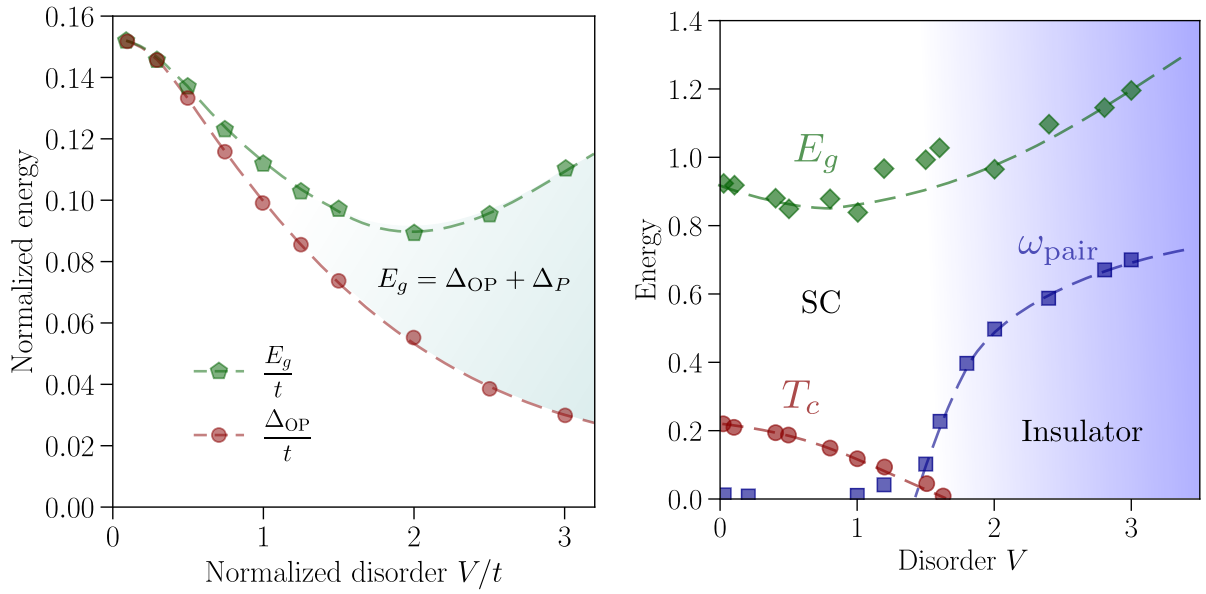 0.16
0.14
0.12
0.10
0.08
0.06
0.04
0.02
0.00
Normalized energy
0
1
2
3
Normalized disorder V/t
E_g = Δ_OP + Δ_P
E_g/t
Δ_OP/t
1.4
1.2
1.0
0.8
0.6
0.4
0.2
0.0
Energy
0
1
2
3
Disorder V
E_g
ω_pair
SC
T_c
Insulator